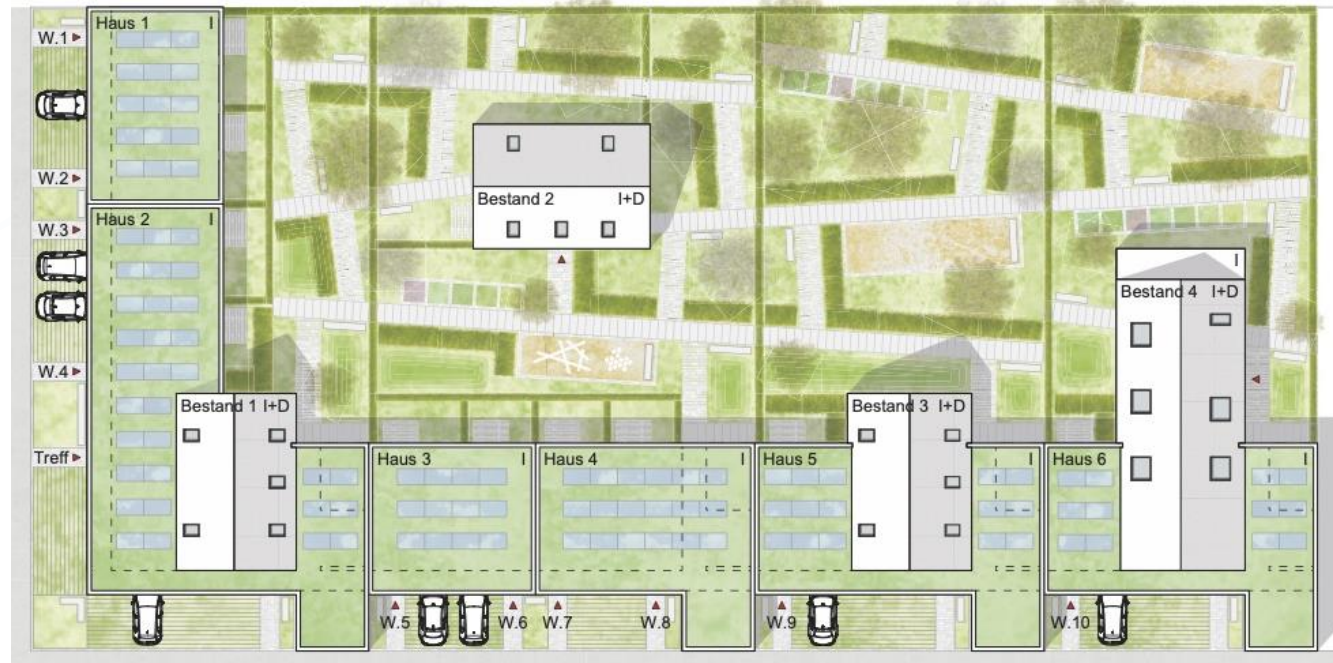 Haus 1 I
W.1
W.2
W.3
Haus 2 I
Bestand 2 I+D
I
Bestand 4 I+D
W.4
Bestand 1 I+D
Bestand 3 I+D
Treff
Haus 3 I
Haus 4 I
Haus 5 I
Haus 6 I
W.5
W.6
W.7
W.8
W.9
W.10